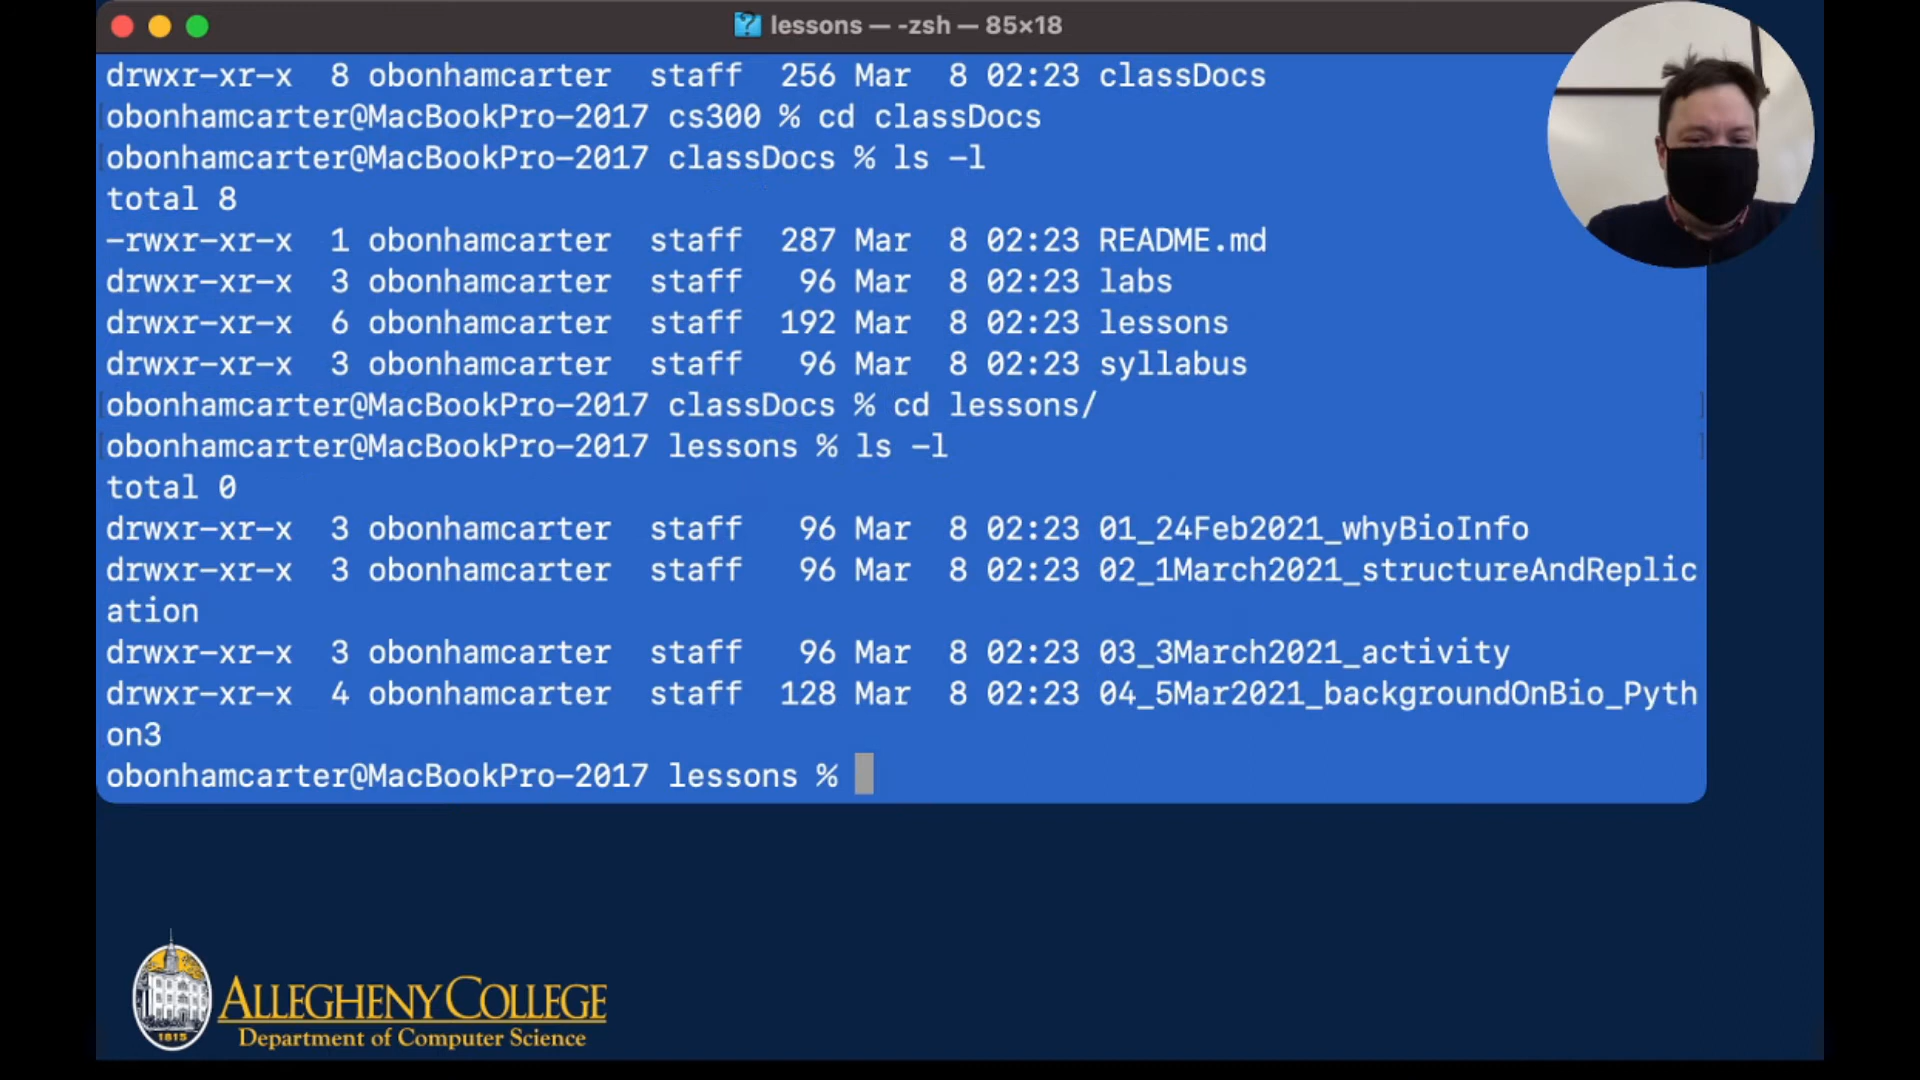 lessons — -zsh — 85×18
drwxr-xr-x  8 obonhamcarter  staff  256 Mar  8 02:23 classDocs
obonhamcarter@MacBookPro-2017 cs300 % cd classDocs
obonhamcarter@MacBookPro-2017 classDocs % ls -l
total 8
-rwxr-xr-x  1 obonhamcarter  staff  287 Mar  8 02:23 README.md
drwxr-xr-x  3 obonhamcarter  staff   96 Mar  8 02:23 labs
drwxr-xr-x  6 obonhamcarter  staff  192 Mar  8 02:23 lessons
drwxr-xr-x  3 obonhamcarter  staff   96 Mar  8 02:23 syllabus
obonhamcarter@MacBookPro-2017 classDocs % cd lessons/
obonhamcarter@MacBookPro-2017 lessons % ls -l
total 0
drwxr-xr-x  3 obonhamcarter  staff   96 Mar  8 02:23 01_24Feb2021_whyBioInfo
drwxr-xr-x  3 obonhamcarter  staff   96 Mar  8 02:23 02_1March2021_structureAndReplic
ation
drwxr-xr-x  3 obonhamcarter  staff   96 Mar  8 02:23 03_3March2021_activity
drwxr-xr-x  4 obonhamcarter  staff  128 Mar  8 02:23 04_5Mar2021_backgroundOnBio_Pyth
on3
obonhamcarter@MacBookPro-2017 lessons %
1815
ALLEGHENY COLLEGE
Department of Computer Science